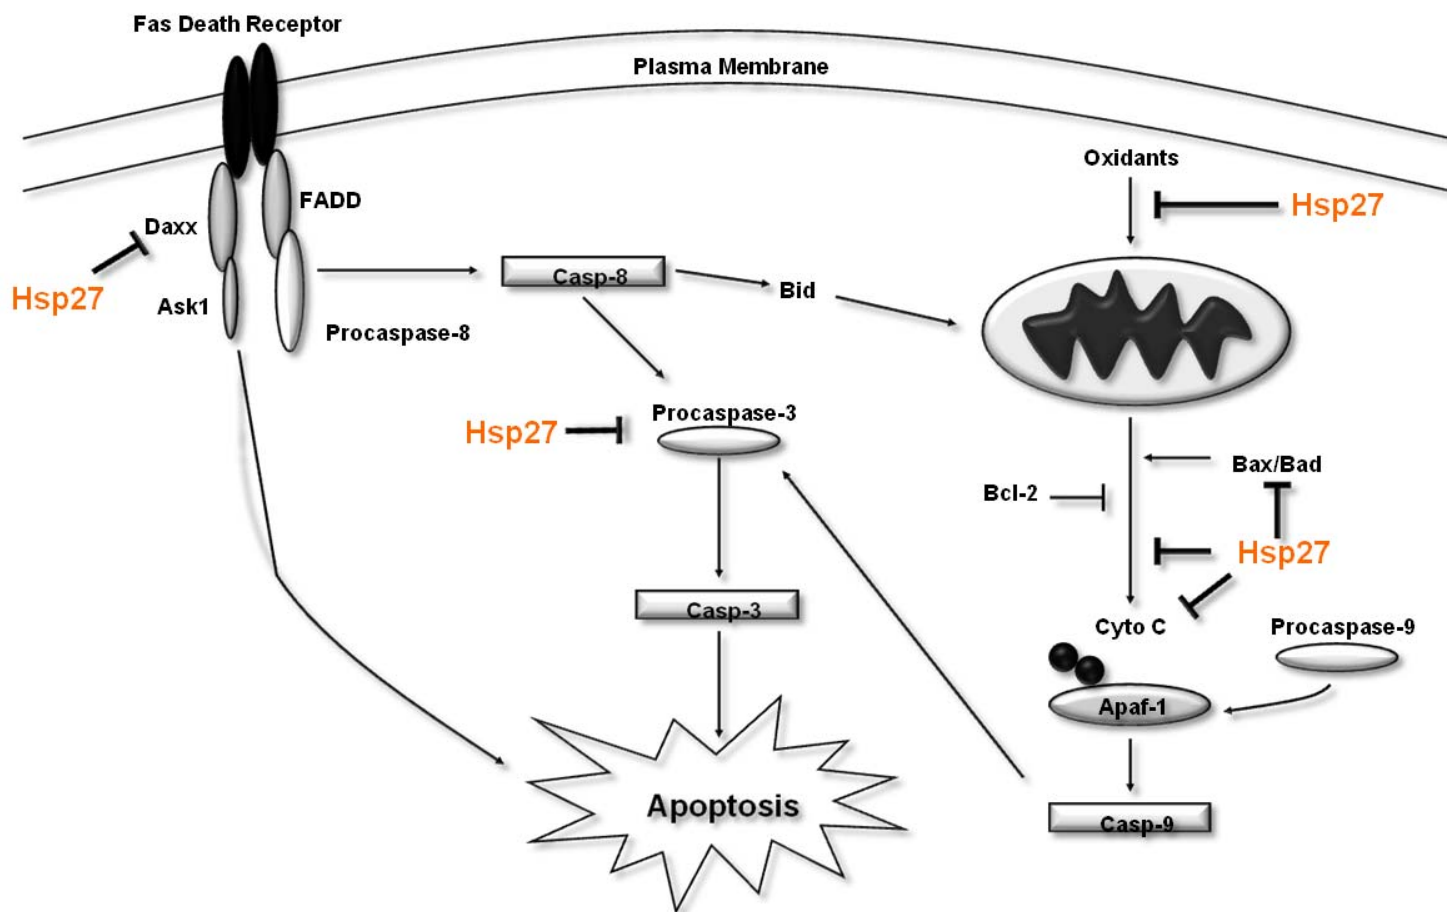 Fas Death Receptor
Plasma Membrane
Oxidants
Hsp27
FADD
Daxx
Hsp27
Ask1
Casp-8
Bid
Procaspase-8
Procaspase-3
Hsp27
Bax/Bad
Bcl-2
Hsp27
Casp-3
Cyto C
Procaspase-9
Apaf-1
Apoptosis
Casp-9